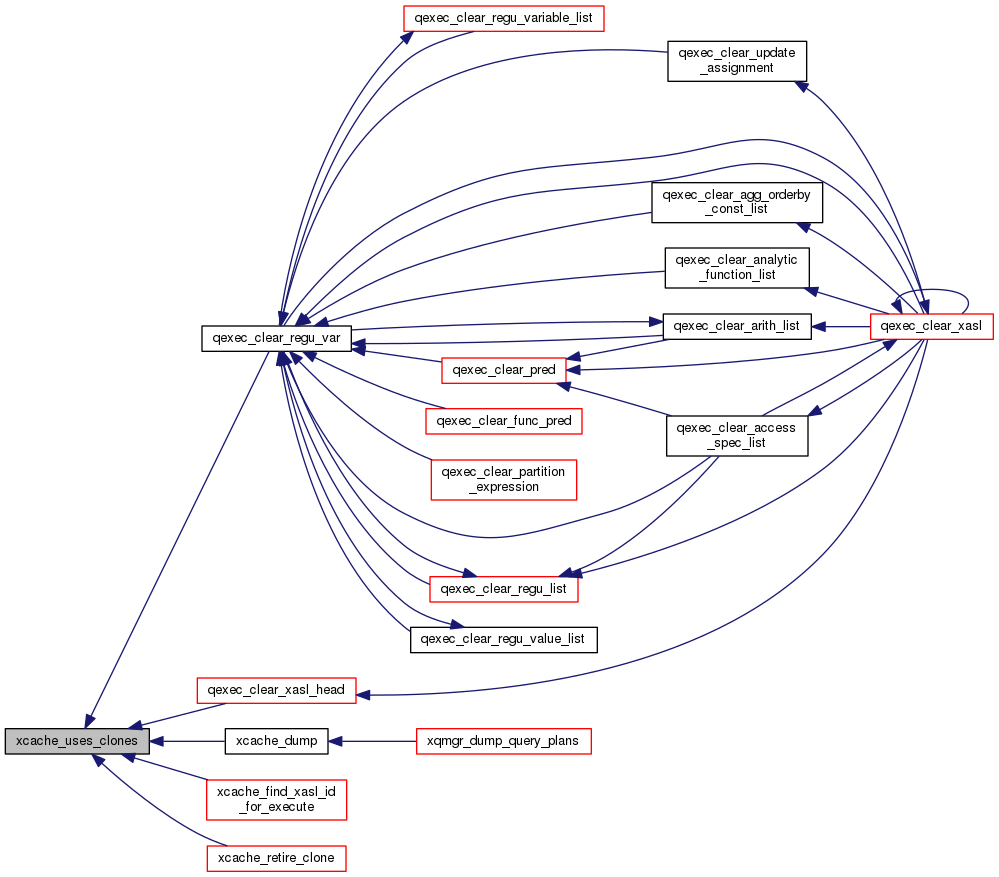 qexec_clear_regu_variable_list
qexec_clear_update
_assignment
qexec_clear_agg_orderby
_const_list
qexec_clear_analytic
_function_list
qexec_clear_regu_var
qexec_clear_arith_list
qexec_clear_xasl
qexec_clear_pred
qexec_clear_func_pred
qexec_clear_access
_spec_list
qexec_clear_partition
_expression
qexec_clear_regu_list
qexec_clear_regu_value_list
qexec_clear_xasl_head
xcache_uses_clones
xcache_dump
xqmgr_dump_query_plans
xcache_find_xasl_id
_for_execute
xcache_retire_clone